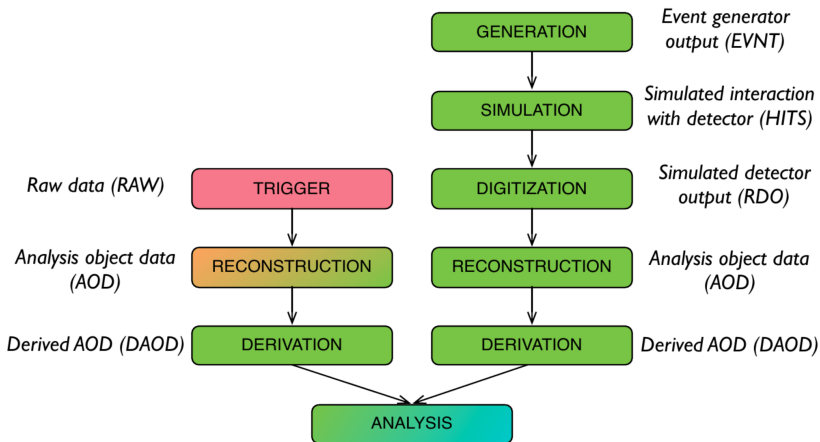 GENERATION
Event generator
output (EVNT)
SIMULATION
Simulated interaction
with detector (HITS)
Raw data (RAW)
TRIGGER
DIGITIZATION
Simulated detector
output (RDO)
Analysis object data
(AOD)
RECONSTRUCTION
RECONSTRUCTION
Analysis object data
(AOD)
Derived AOD (DAOD)
DERIVATION
DERIVATION
Derived AOD (DAOD)
ANALYSIS